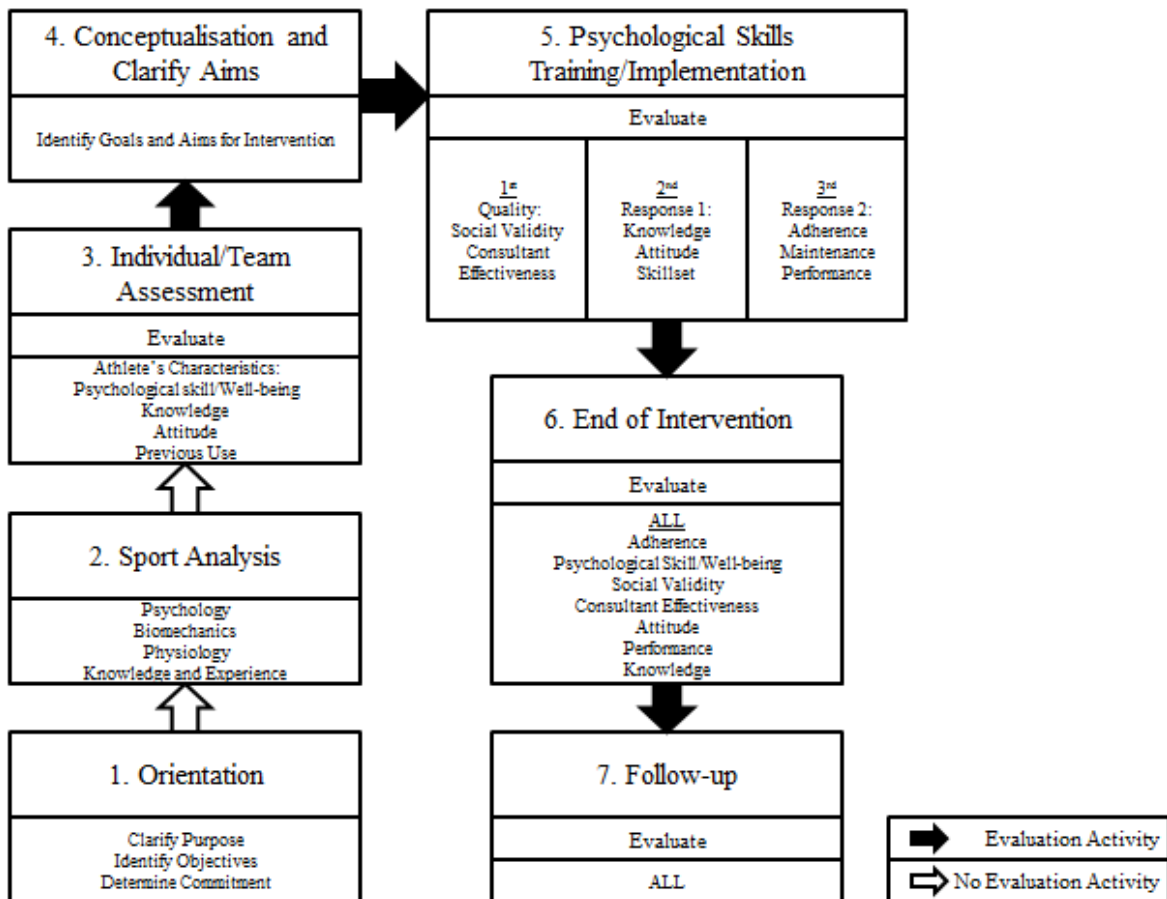 4. Conceptualisation and
Clarify Aims
Identify Goals and Aims for Intervention
5. Psychological Skills
Training/Implementation
Evaluate
1st
Quality:
Social Validity
Consultant
Effectiveness
2nd
Response 1:
Knowledge
Attitude
Skillset
3rd
Response 2:
Adherence
Maintenance
Performance
3. Individual/Team
Assessment
Evaluate
Athlete's Characteristics:
Psychological skill/Well-being
Knowledge
Attitude
Previous Use
6. End of Intervention
Evaluate
ALL
Adherence
Psychological Skill/Well-being
Social Validity
Consultant Effectiveness
Attitude
Performance
Knowledge
2. Sport Analysis
Psychology
Biomechanics
Physiology
Knowledge and Experience
1. Orientation
Clarify Purpose
Identify Objectives
Determine Commitment
7. Follow-up
Evaluate
ALL
Evaluation Activity
No Evaluation Activity